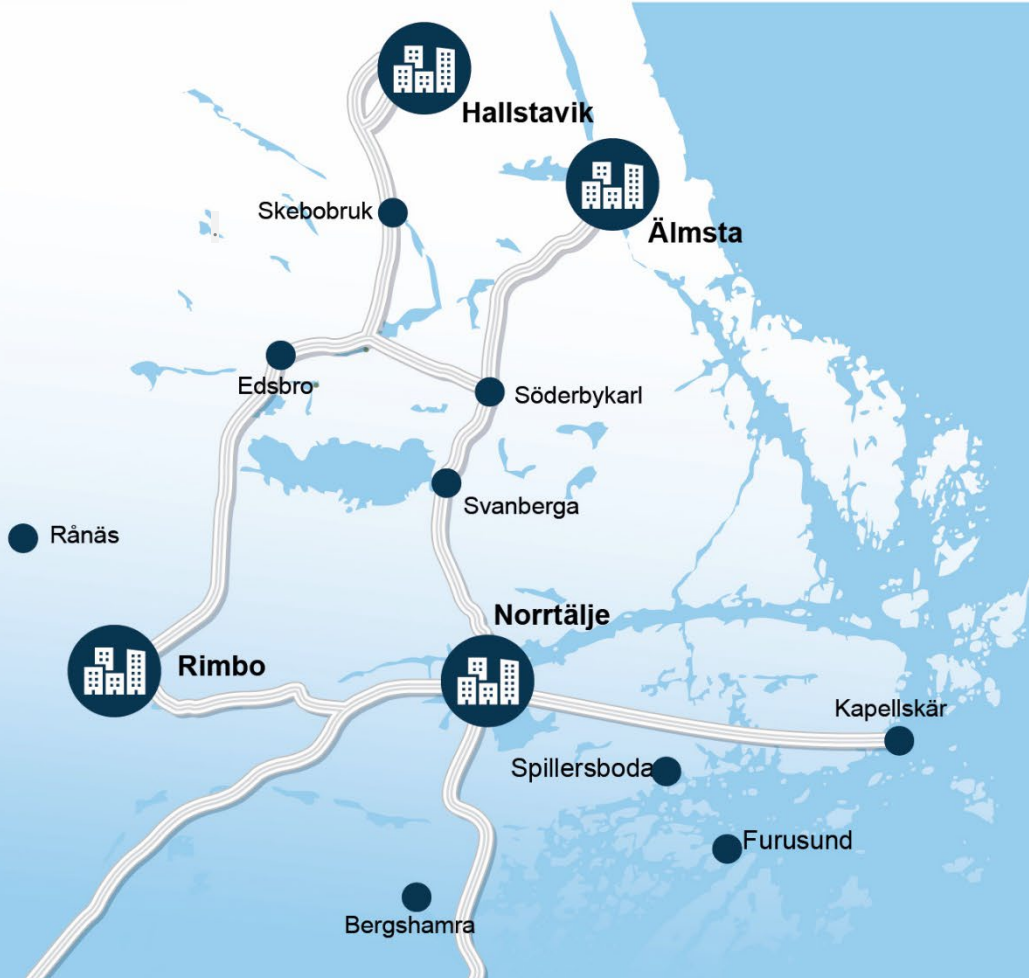 Hallstavik
Skebobruk
Älmsta
Edsbro
Söderbykarl
Svanberga
Rånäs
Norrtälje
Rimbo
Kapellskär
Spillersboda
Furusund
Bergshamra